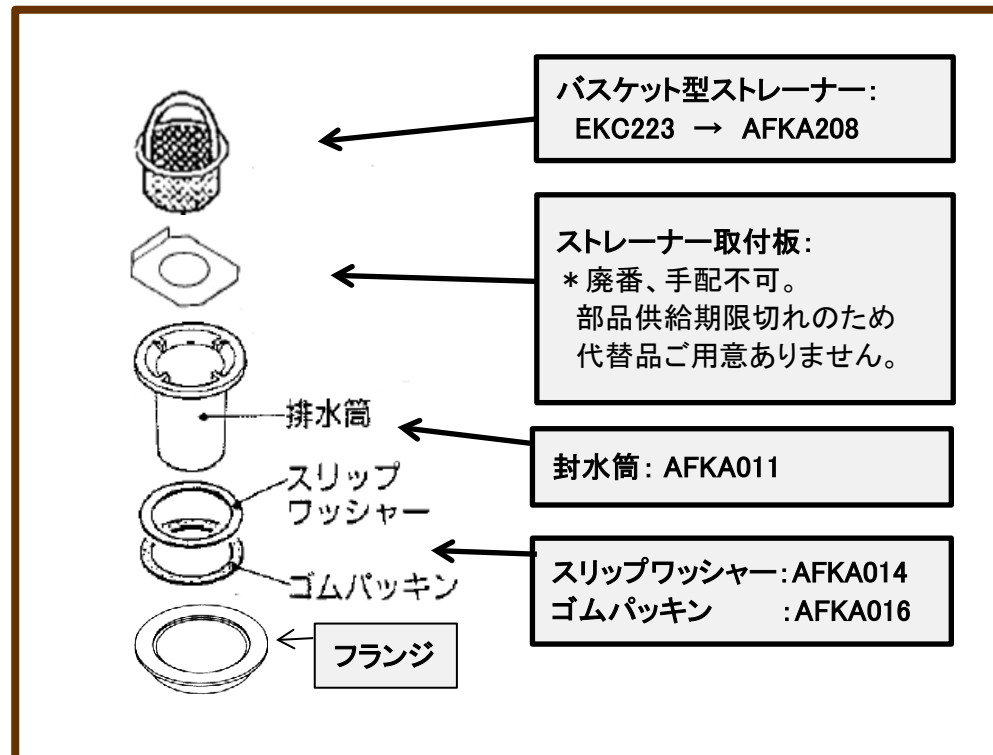 バスケット型ストレーナー：
EKC223 → AFKA208
ストレーナー取付板：
＊廃番、手配不可。
部品供給期限切れのため
代替品ご用意ありません。
排水筒
封水筒： AFKA011
スリップ
ワッシャー
ゴムパッキン
スリップワッシャー：AFKA014
ゴムパッキン ：AFKA016
フランジ